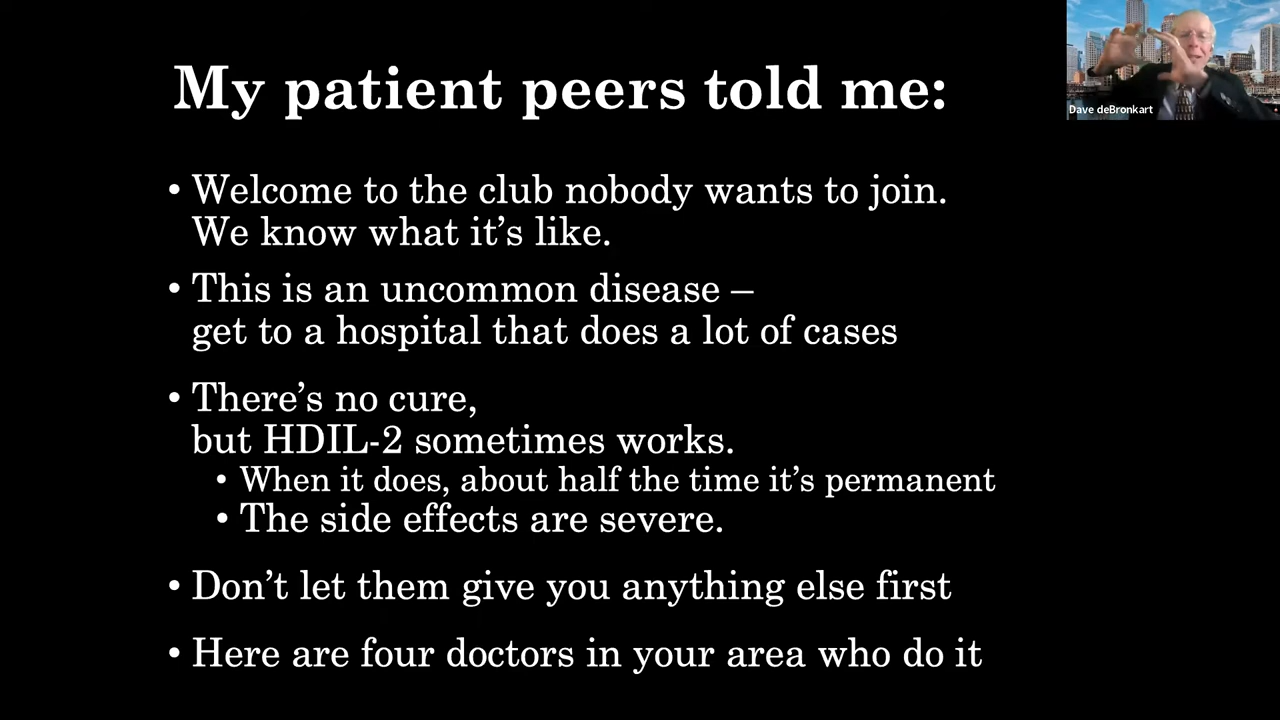 My patient peers told me:
Dave deBronkart
• Welcome to the club nobody wants to join.
We know what it’s like.
• This is an uncommon disease –
get to a hospital that does a lot of cases
• There’s no cure,
but HDIL-2 sometimes works.
• When it does, about half the time it’s permanent
• The side effects are severe.
• Don’t let them give you anything else first
• Here are four doctors in your area who do it